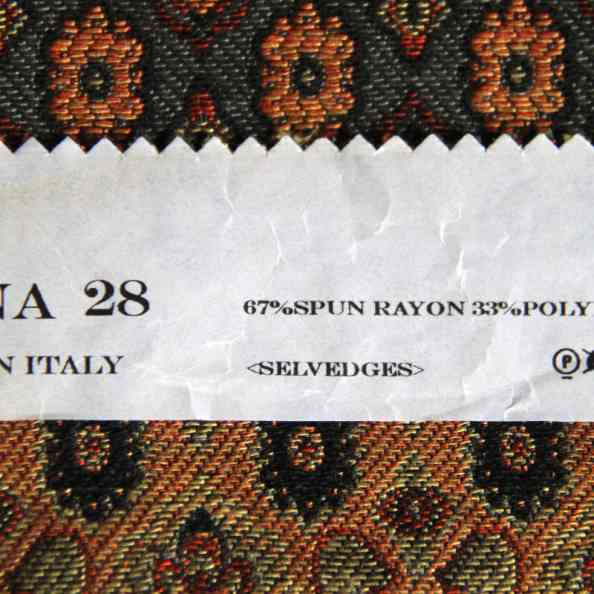 NA 28
67%SPUN RAYON 33%POLY
N ITALY
<SELVEDGES>
P